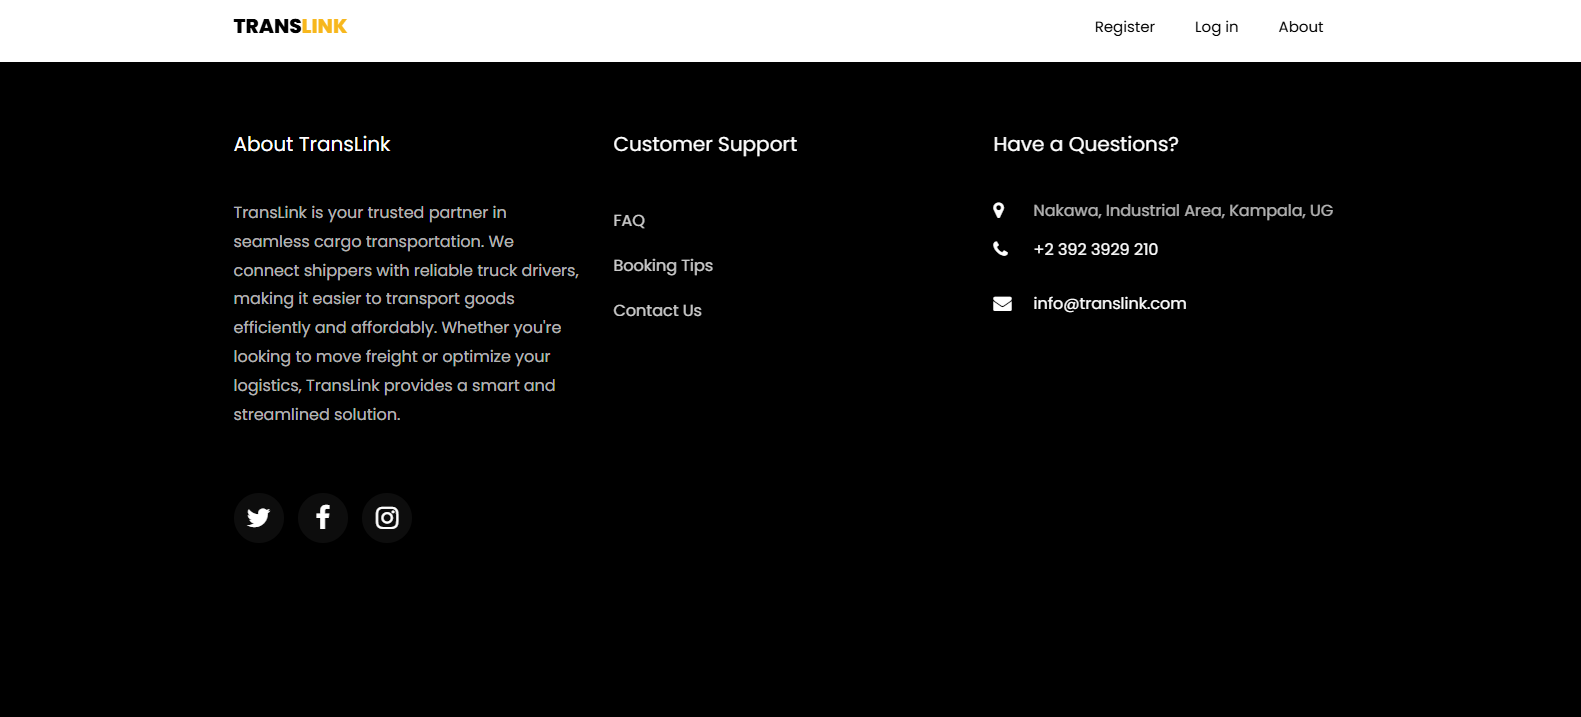 TRANSLINK
Register
Log in
About
About TransLink
TransLink is your trusted partner in
seamless cargo transportation. We
connect shippers with reliable truck drivers,
making it easier to transport goods
efficiently and affordably. Whether you're
looking to move freight or optimize your
logistics, TransLink provides a smart and
streamlined solution.
Customer Support
FAQ
Booking Tips
Contact Us
Have a Questions?
Nakawa, Industrial Area, Kampala, UG
+2 392 3929 210
info@translink.com